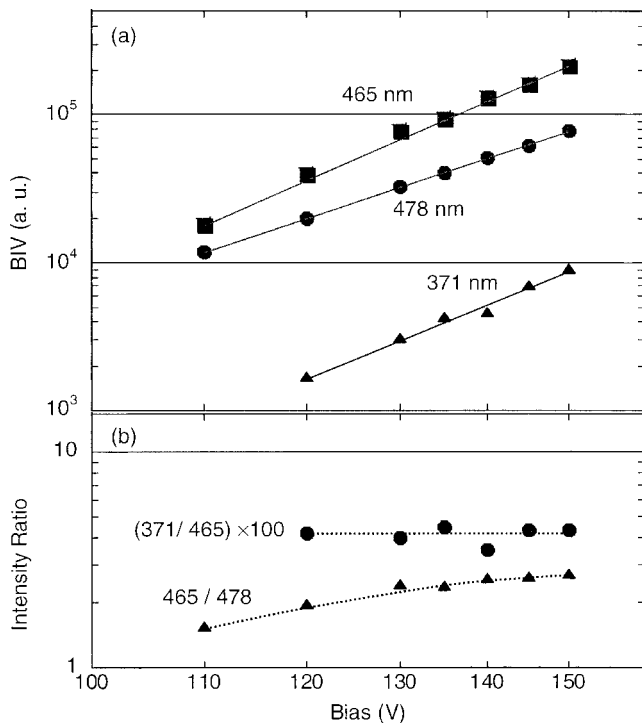 (a)
10^5
10^4
10^3
BIV (a. u.)
465 nm
478 nm
371 nm
(b)
10
1
Intensity Ratio
(371/ 465) ×100
465 / 478
100
110
120
130
140
150
Bias (V)